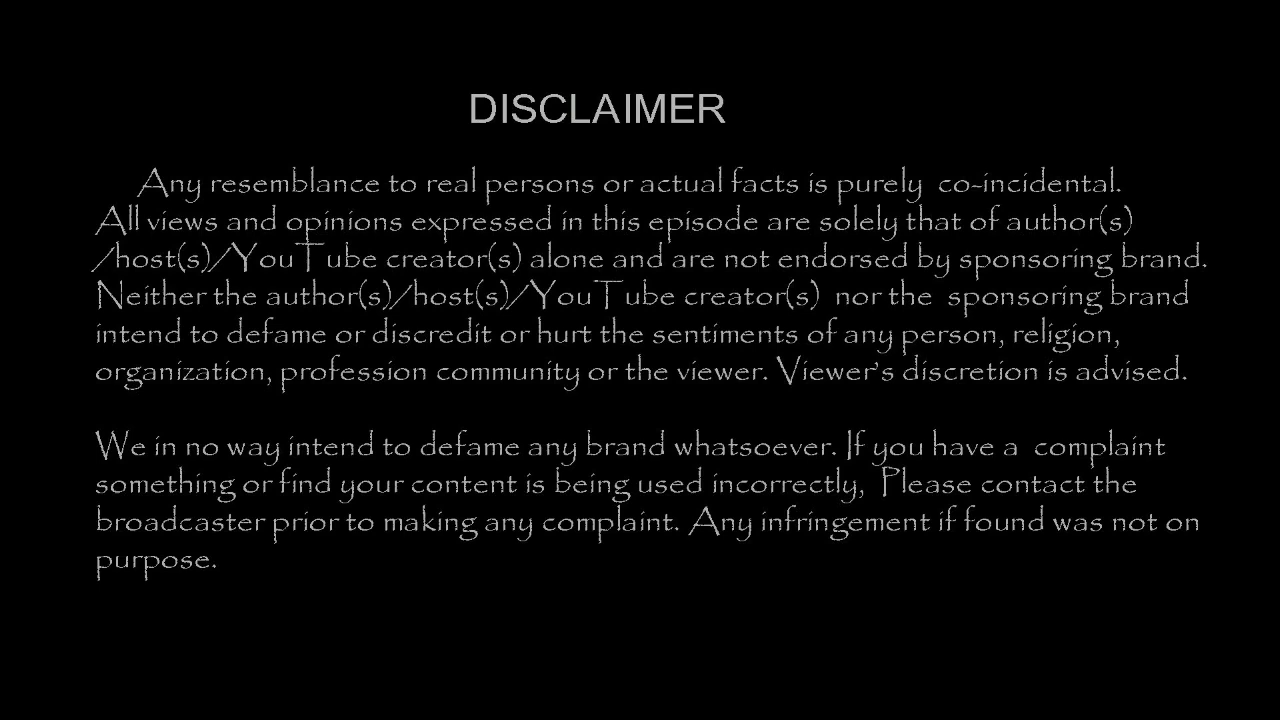 DISCLAIMER
Any resemblance to real persons or actual facts is purely co-incidental.
All views and opinions expressed in this episode are solely that of author(s)
/host(s)/YouTube creator(s) alone and are not endorsed by sponsoring brand.
Neither the author(s)/host(s)/YouTube creator(s) nor the sponsoring brand
intend to defame or discredit or hurt the sentiments of any person, religion,
organization, profession community or the viewer. Viewer's discretion is advised.
We in no way intend to defame any brand whatsoever. If you have a complaint
something or find your content is being used incorrectly, Please contact the
broadcaster prior to making any complaint. Any infringement if found was not on
purpose.